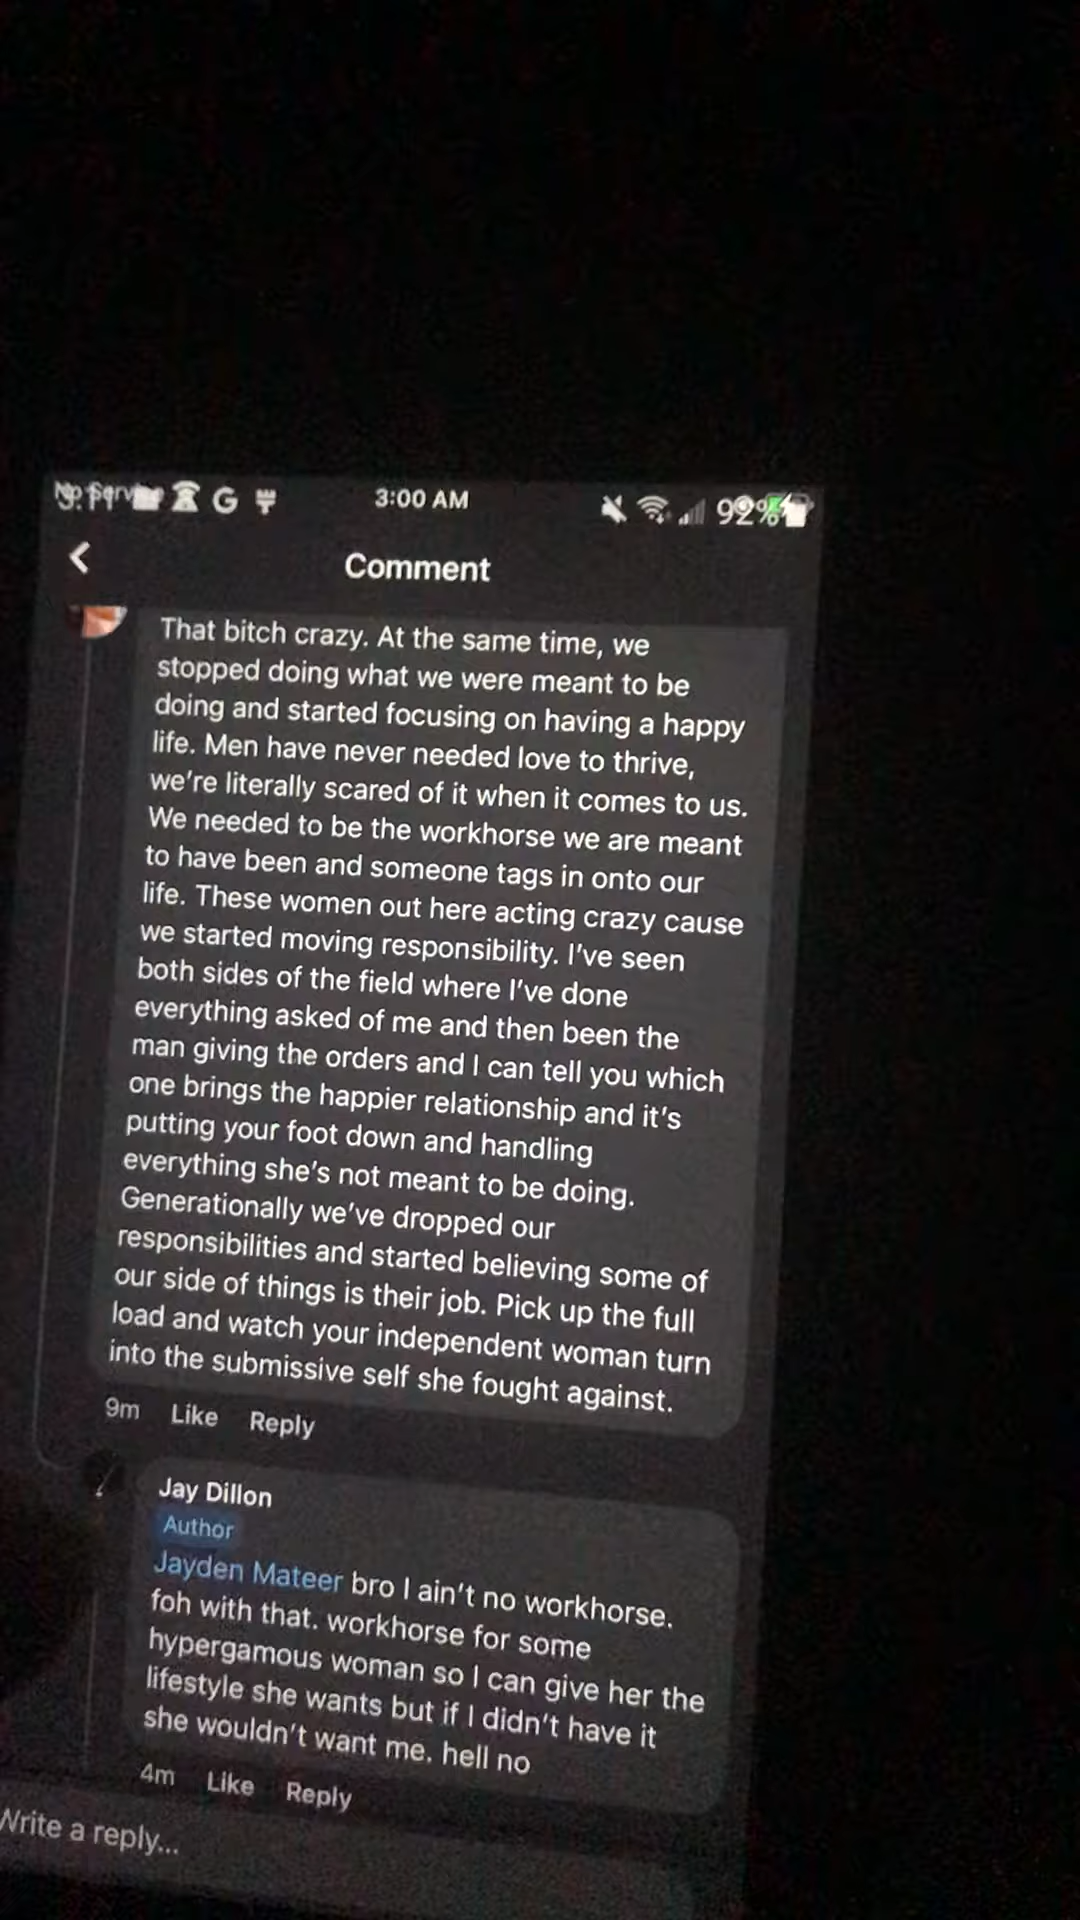 3:00 AM
92%
Comment
That bitch crazy. At the same time, we
stopped doing what we were meant to be
doing and started focusing on having a happy
life. Men have never needed love to thrive,
we're literally scared of it when it comes to us.
We needed to be the workhorse we are meant
to have been and someone tags in onto our
life. These women out here acting crazy cause
we started moving responsibility. I've seen
both sides of the field where I've done
everything asked of me and then been the
man giving the orders and I can tell you which
one brings the happier relationship and it's
putting your foot down and handling
everything she's not meant to be doing.
Generationally we've dropped our
responsibilities and started believing some of
our side of things is their job. Pick up the full
load and watch your independent woman turn
into the submissive self she fought against.
9m Like Reply
Jay Dillon
Author
Jayden Mateer bro I ain't no workhorse.
foh with that. workhorse for some
hypergamous woman so I can give her the
lifestyle she wants but if I didn't have it
she wouldn't want me. hell no
4m Like Reply
Write a reply...